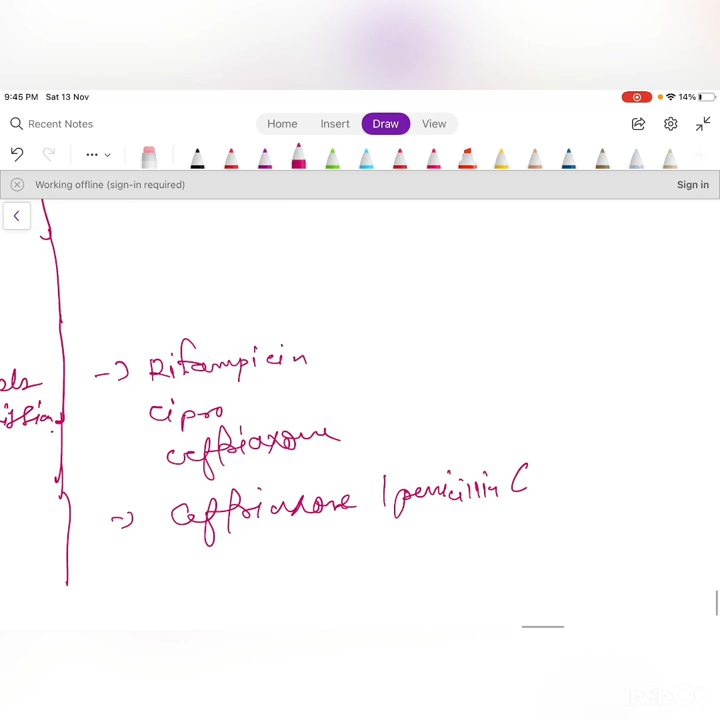 9:45 PM Sat 13 Nov
14%
Recent Notes
Home Insert Draw View
Working offline (sign-in required)
Sign in
-> Rifampicin
cipro
ceftriaxone
-> ceftriaxone / penicillin G